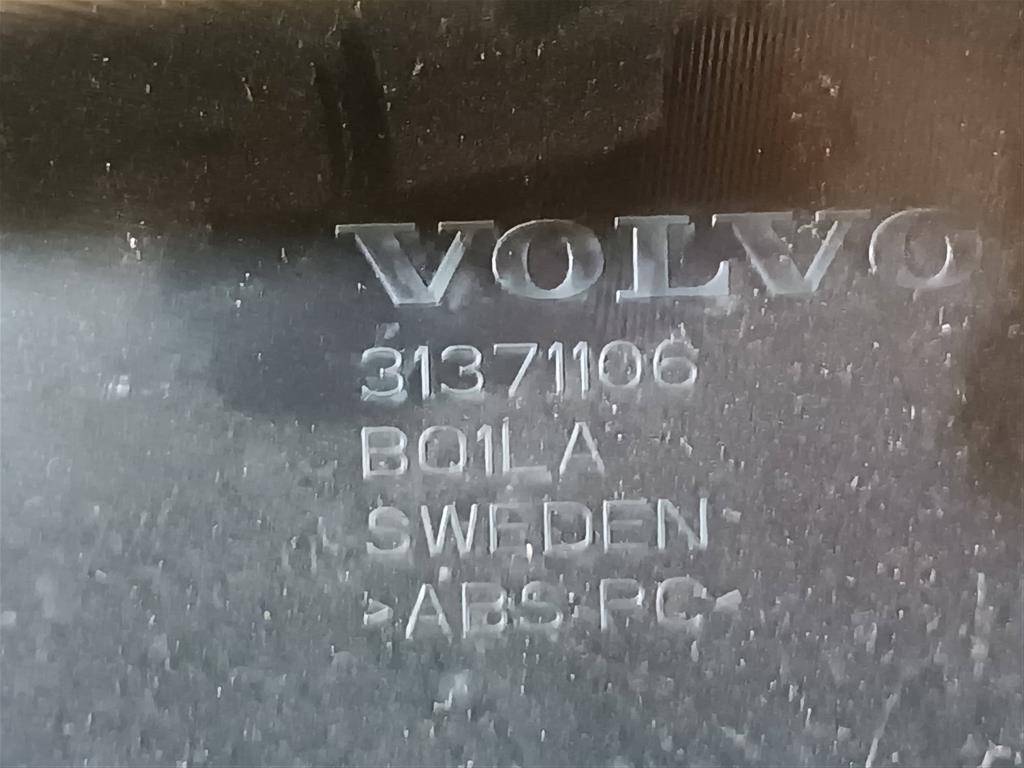 VOLVO
31371106
BQ1LA
SWEDEN
>ABS PC<